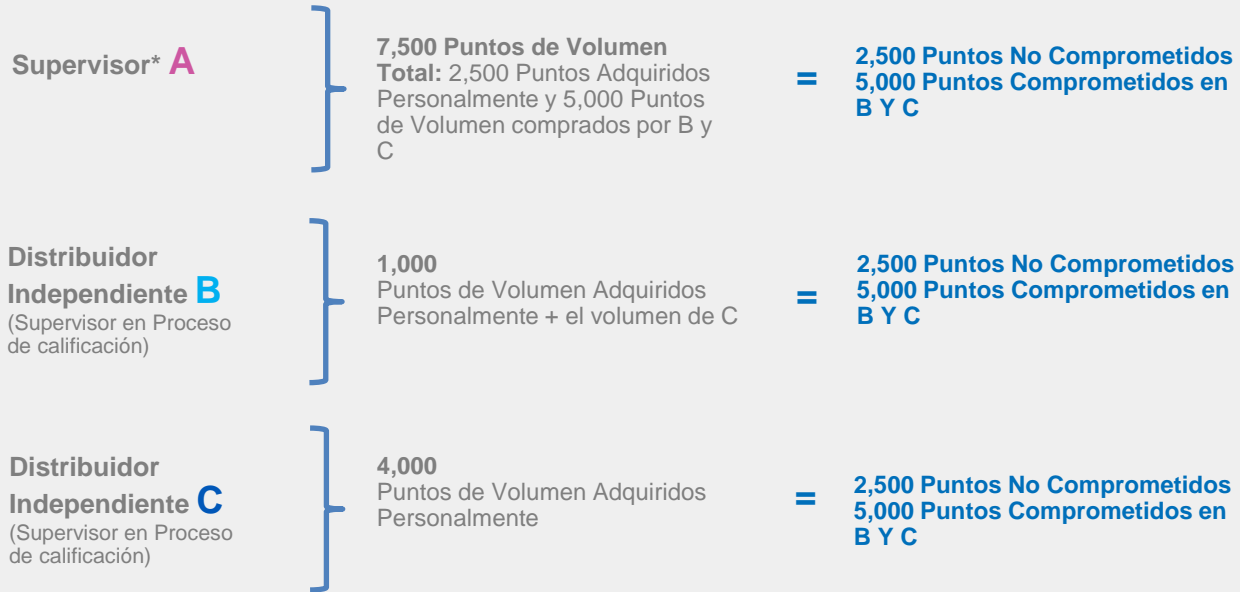 Supervisor* A
7,500 Puntos de Volumen
Total: 2,500 Puntos Adquiridos
Personalmente y 5,000 Puntos
de Volumen comprados por B y
C
=
2,500 Puntos No Comprometidos
5,000 Puntos Comprometidos en
B Y C
Distribuidor
Independiente B
(Supervisor en Proceso
de calificación)
1,000
Puntos de Volumen Adquiridos
Personalmente + el volumen de C
=
2,500 Puntos No Comprometidos
5,000 Puntos Comprometidos en
B Y C
Distribuidor
Independiente C
(Supervisor en Proceso
de calificación)
4,000
Puntos de Volumen Adquiridos
Personalmente
=
2,500 Puntos No Comprometidos
5,000 Puntos Comprometidos en
B Y C